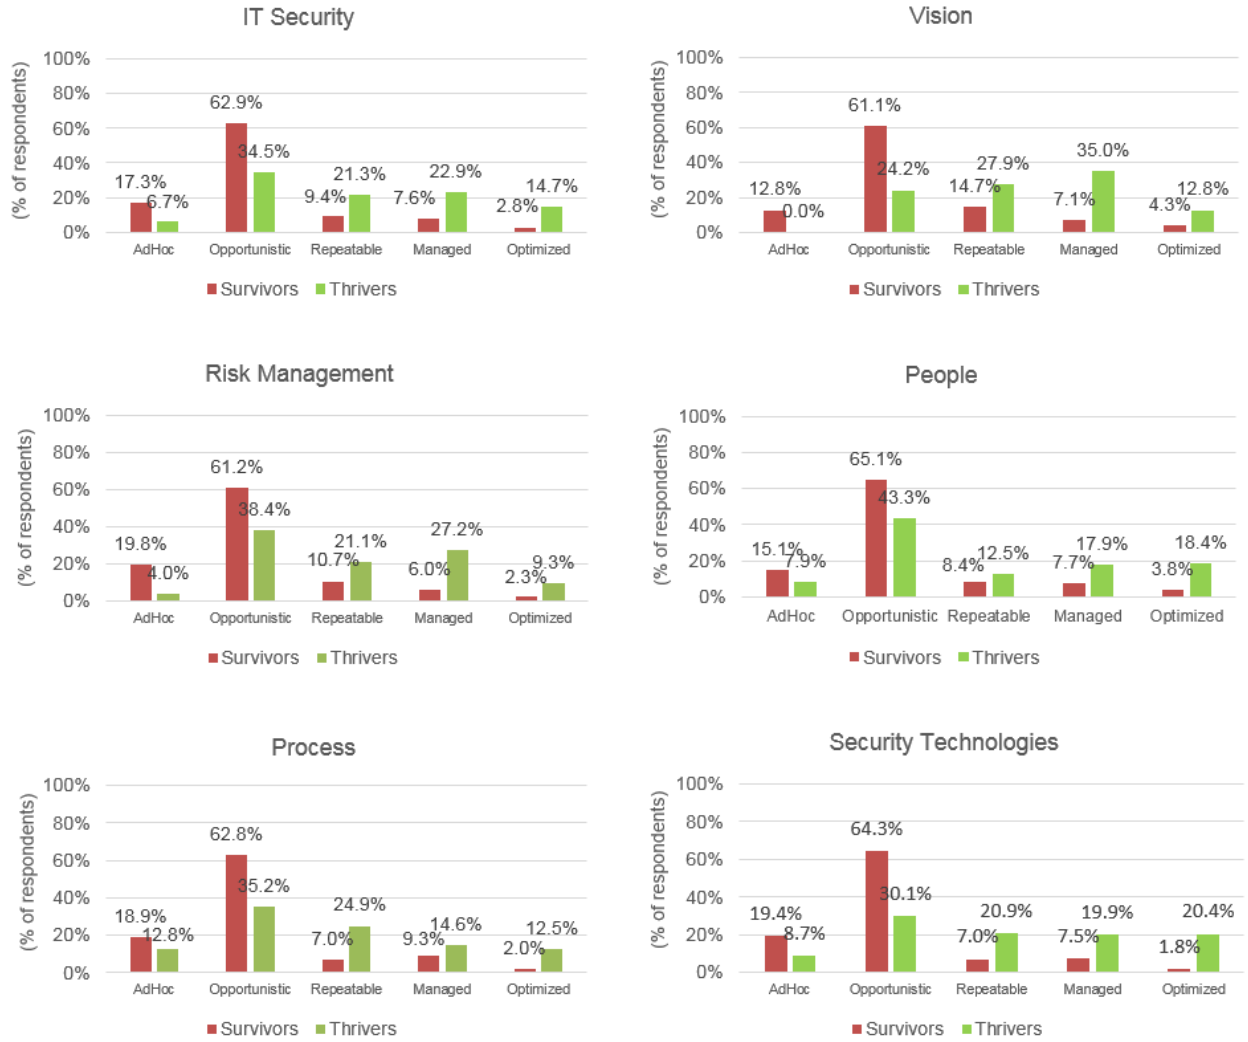 IT Security
(% of respondents)
100%
80%
60%
40%
20%
0%
17.3% 6.7% 62.9% 34.5% 9.4% 21.3% 7.6% 22.9% 2.8% 14.7%
AdHoc Opportunistic Repeatable Managed Optimized
Survivors Thrivers
Vision
(% of respondents)
100%
80%
60%
40%
20%
0%
12.8% 0.0% 61.1% 24.2% 14.7% 27.9% 7.1% 35.0% 4.3% 12.8%
AdHoc Opportunistic Repeatable Managed Optimized
Survivors Thrivers
Risk Management
(% of respondents)
100%
80%
60%
40%
20%
0%
19.8% 4.0% 61.2% 38.4% 10.7% 21.1% 6.0% 27.2% 2.3% 9.3%
AdHoc Opportunistic Repeatable Managed Optimized
Survivors Thrivers
People
(% of respondents)
100%
80%
60%
40%
20%
0%
15.1% 7.9% 65.1% 43.3% 8.4% 12.5% 7.7% 17.9% 3.8% 18.4%
AdHoc Opportunistic Repeatable Managed Optimized
Survivors Thrivers
Process
(% of respondents)
100%
80%
60%
40%
20%
0%
18.9% 12.8% 62.8% 35.2% 7.0% 24.9% 9.3% 14.6% 2.0% 12.5%
AdHoc Opportunistic Repeatable Managed Optimized
Survivors Thrivers
Security Technologies
(% of respondents)
100%
80%
60%
40%
20%
0%
19.4% 8.7% 64.3% 30.1% 7.0% 20.9% 7.5% 19.9% 1.8% 20.4%
AdHoc Opportunistic Repeatable Managed Optimized
Survivors Thrivers